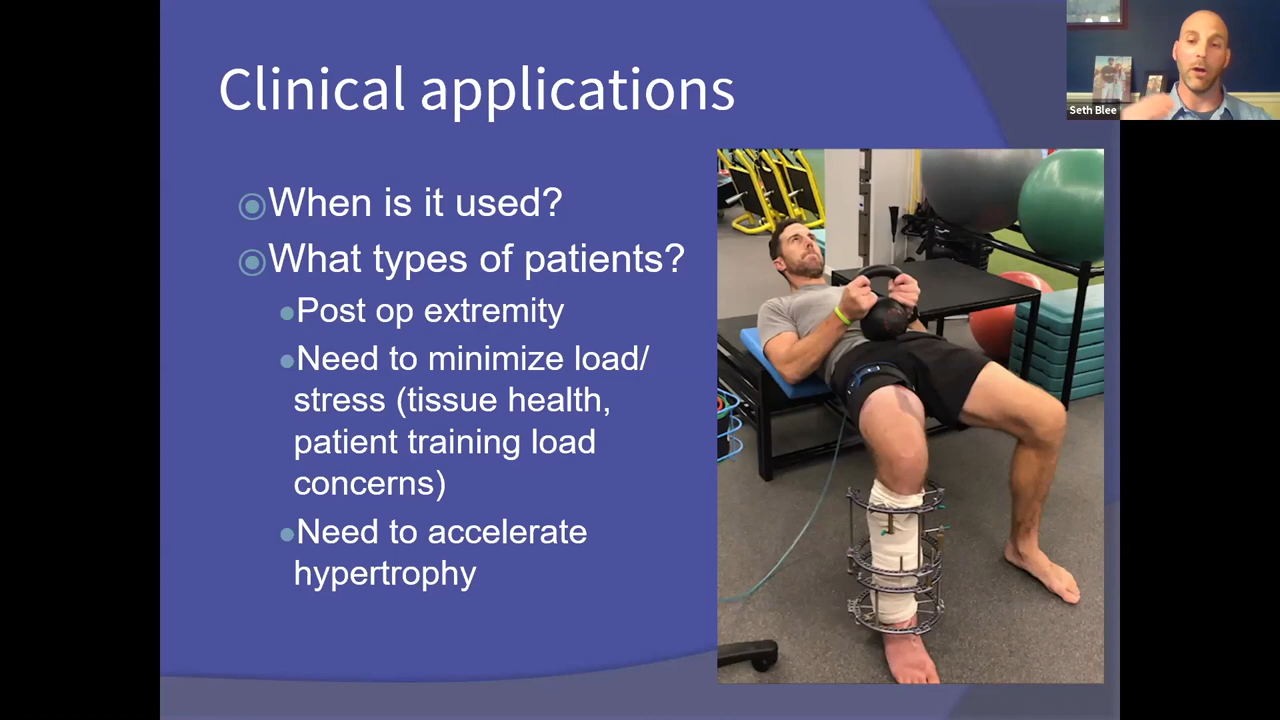 Clinical applications
When is it used?
What types of patients?
Post op extremity
Need to minimize load/
stress (tissue health,
patient training load
concerns)
Need to accelerate
hypertrophy
Seth Blee